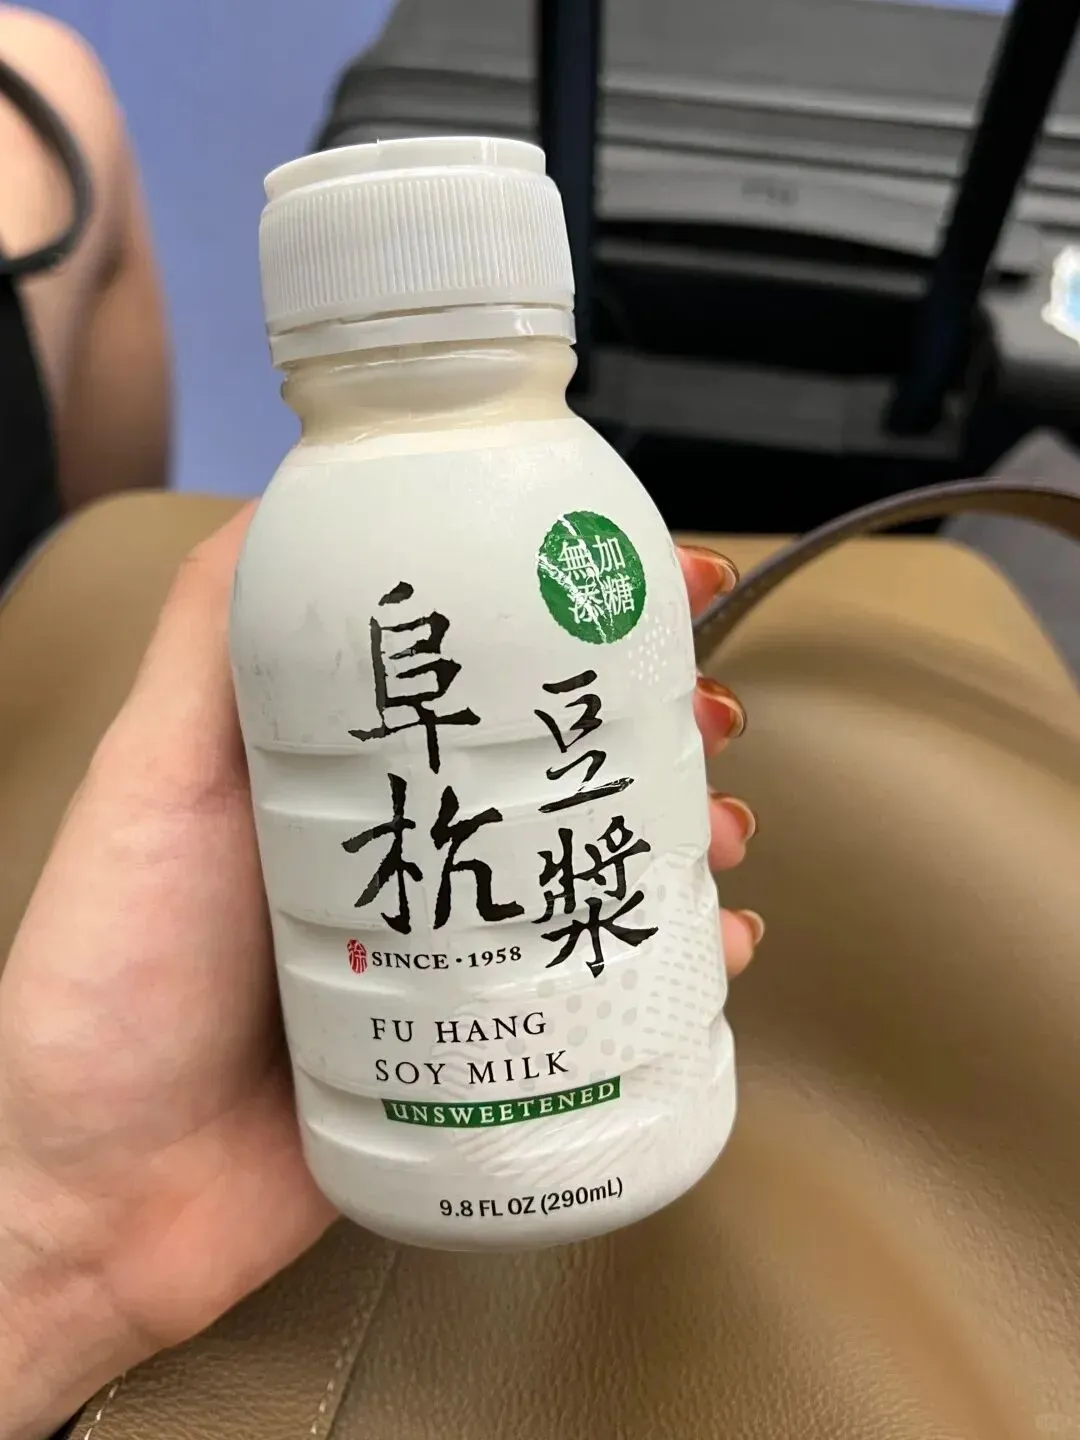 無加
添糖
阜杭
豆漿
徐
SINCE·1958
FU HANG
SOY MILK
UNSWEETENED
9.8 FL OZ (290mL)